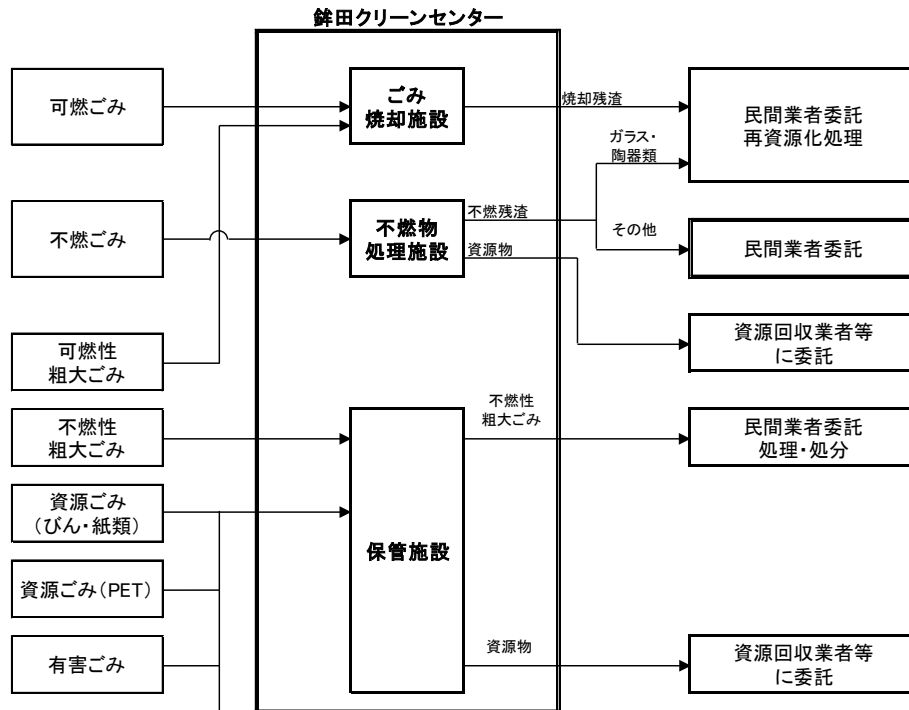 鉾田クリーンセンター
可燃ごみ
ごみ
焼却施設
焼却残渣
民間業者委託
再資源化処理
ガラス・
陶器類
不燃ごみ
不燃物
処理施設
不燃残渣
資源物
その他
民間業者委託
可燃性
粗大ごみ
資源回収業者等
に委託
不燃性
粗大ごみ
保管施設
不燃性
粗大ごみ
民間業者委託
処理・処分
資源ごみ
（びん・紙類）
資源ごみ（PET）
有害ごみ
資源物
資源回収業者等
に委託